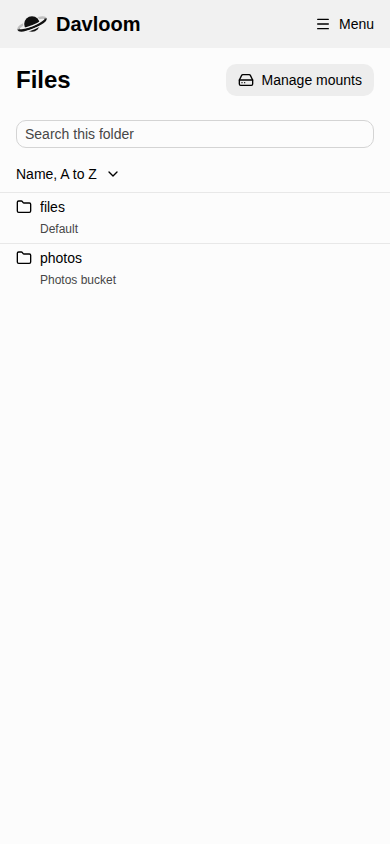 Davloom
Menu
Files
Manage mounts
Search this folder
Name, A to Z
files
Default
photos
Photos bucket